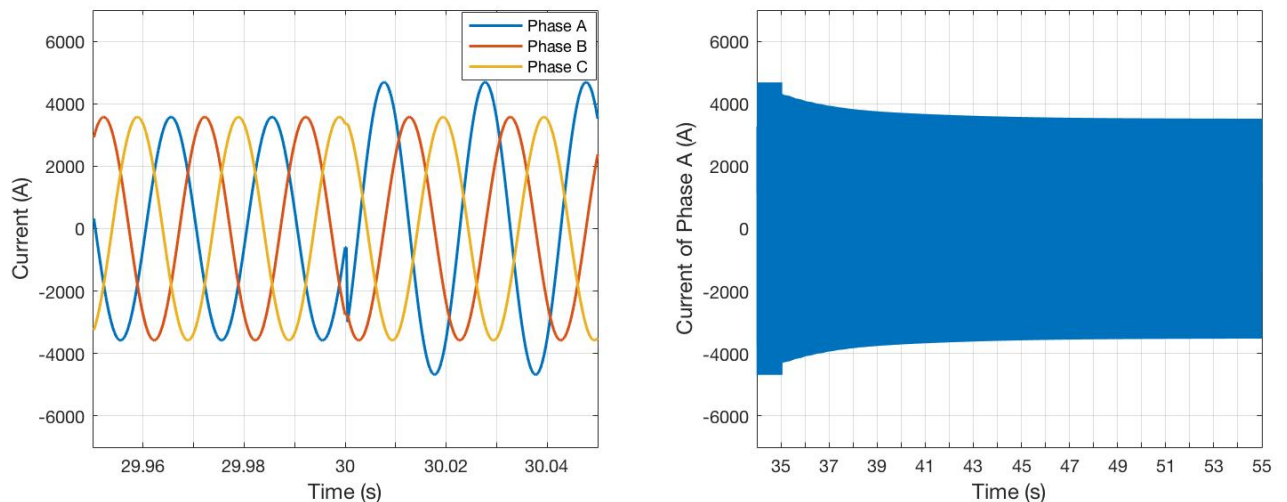 6000
4000
2000
0
-2000
-4000
-6000
Current (A)
29.96 29.98 30 30.02 30.04
Time (s)
Phase A
Phase B
Phase C
6000
4000
2000
0
-2000
-4000
-6000
Current of Phase A (A)
35 37 39 41 43 45 47 49 51 53 55
Time (s)